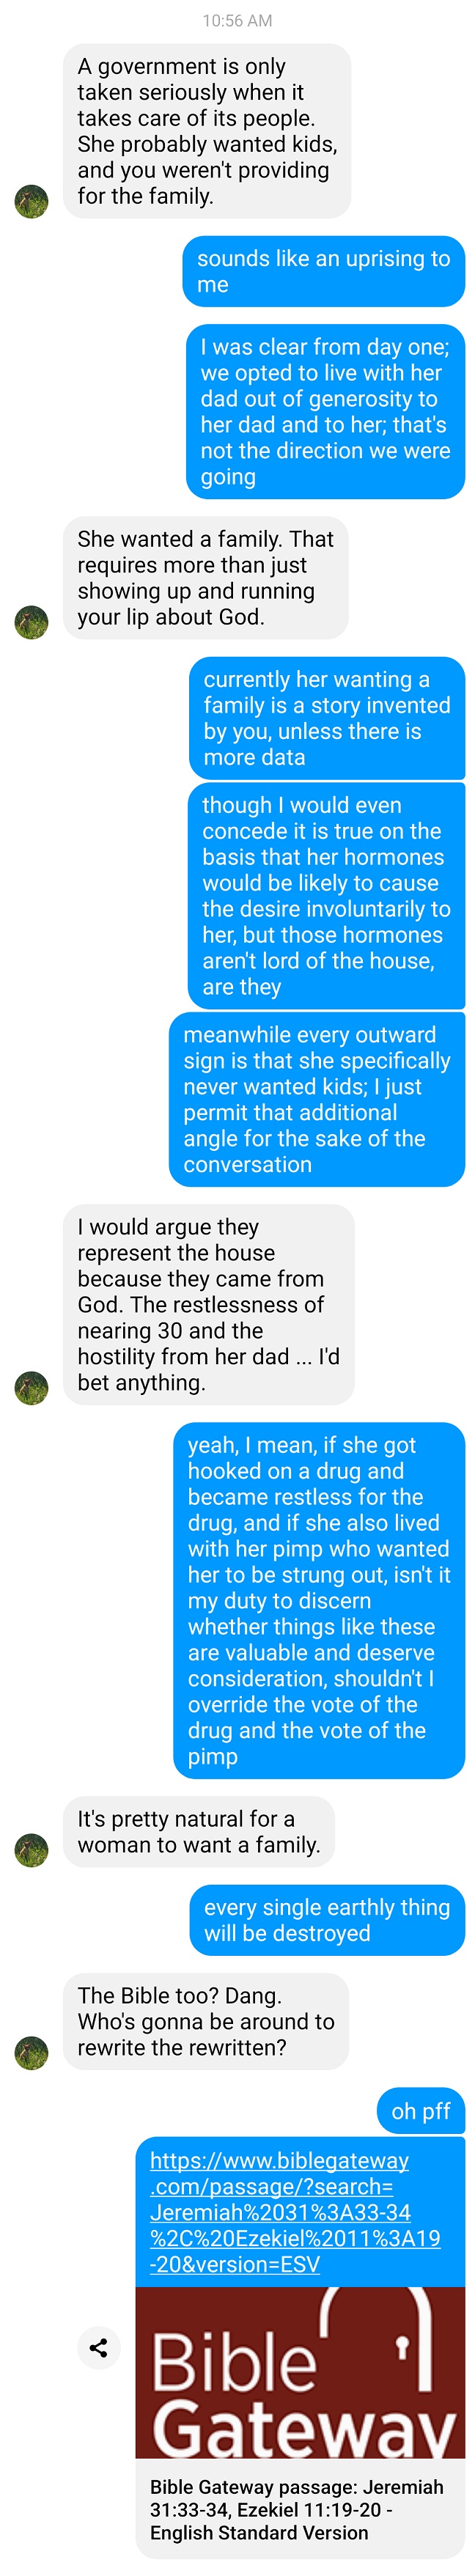 10:56 AM
A government is only
taken seriously when it
takes care of its people.
She probably wanted kids,
and you weren't providing
for the family.
sounds like an uprising to
me
I was clear from day one;
we opted to live with her
dad out of generosity to
her dad and to her; that's
not the direction we were
going
She wanted a family. That
requires more than just
showing up and running
your lip about God.
currently her wanting a
family is a story invented
by you, unless there is
more data
though I would even
concede it is true on the
basis that her hormones
would be likely to cause
the desire involuntarily to
her, but those hormones
aren't lord of the house,
are they
meanwhile every outward
sign is that she specifically
never wanted kids; I just
permit that additional
angle for the sake of the
conversation
I would argue they
represent the house
because they came from
God. The restlessness of
nearing 30 and the
hostility from her dad ... I'd
bet anything.
yeah, I mean, if she got
hooked on a drug and
became restless for the
drug, and if she also lived
with her pimp who wanted
her to be strung out, isn't it
my duty to discern
whether things like these
are valuable and deserve
consideration, shouldn't I
override the vote of the
drug and the vote of the
pimp
It's pretty natural for a
woman to want a family.
every single earthly thing
will be destroyed
The Bible too? Dang.
Who's gonna be around to
rewrite the rewritten?
oh pff
https://www.biblegateway
.com/passage/?search=
Jeremiah%2031%3A33-34
%2C%20Ezekiel%2011%3A19
-20&version=ESV
Bible
Gateway
Bible Gateway passage: Jeremiah
31:33-34, Ezekiel 11:19-20 -
English Standard Version